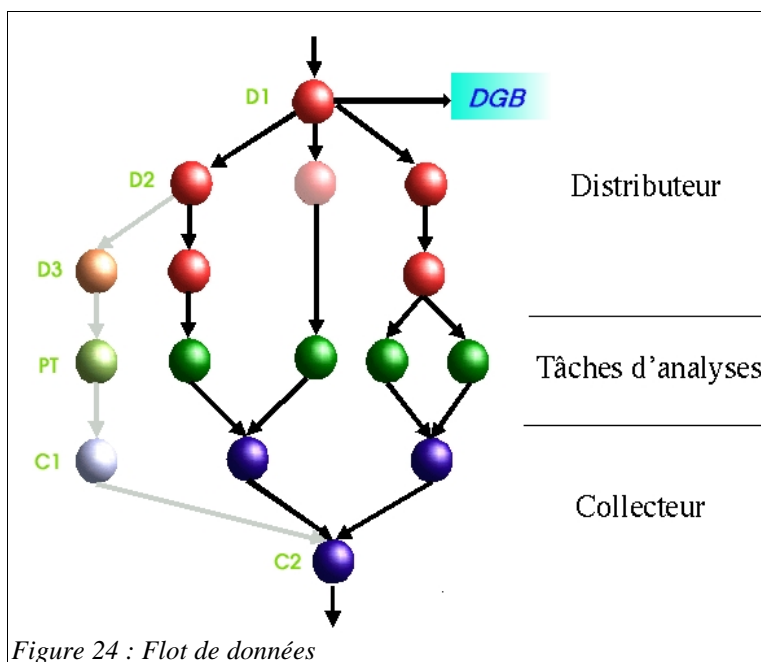 D1
DGB
D2
Distributeur
D3
PT
Tâches d'analyses
C1
Collecteur
C2
Figure 24 : Flot de données